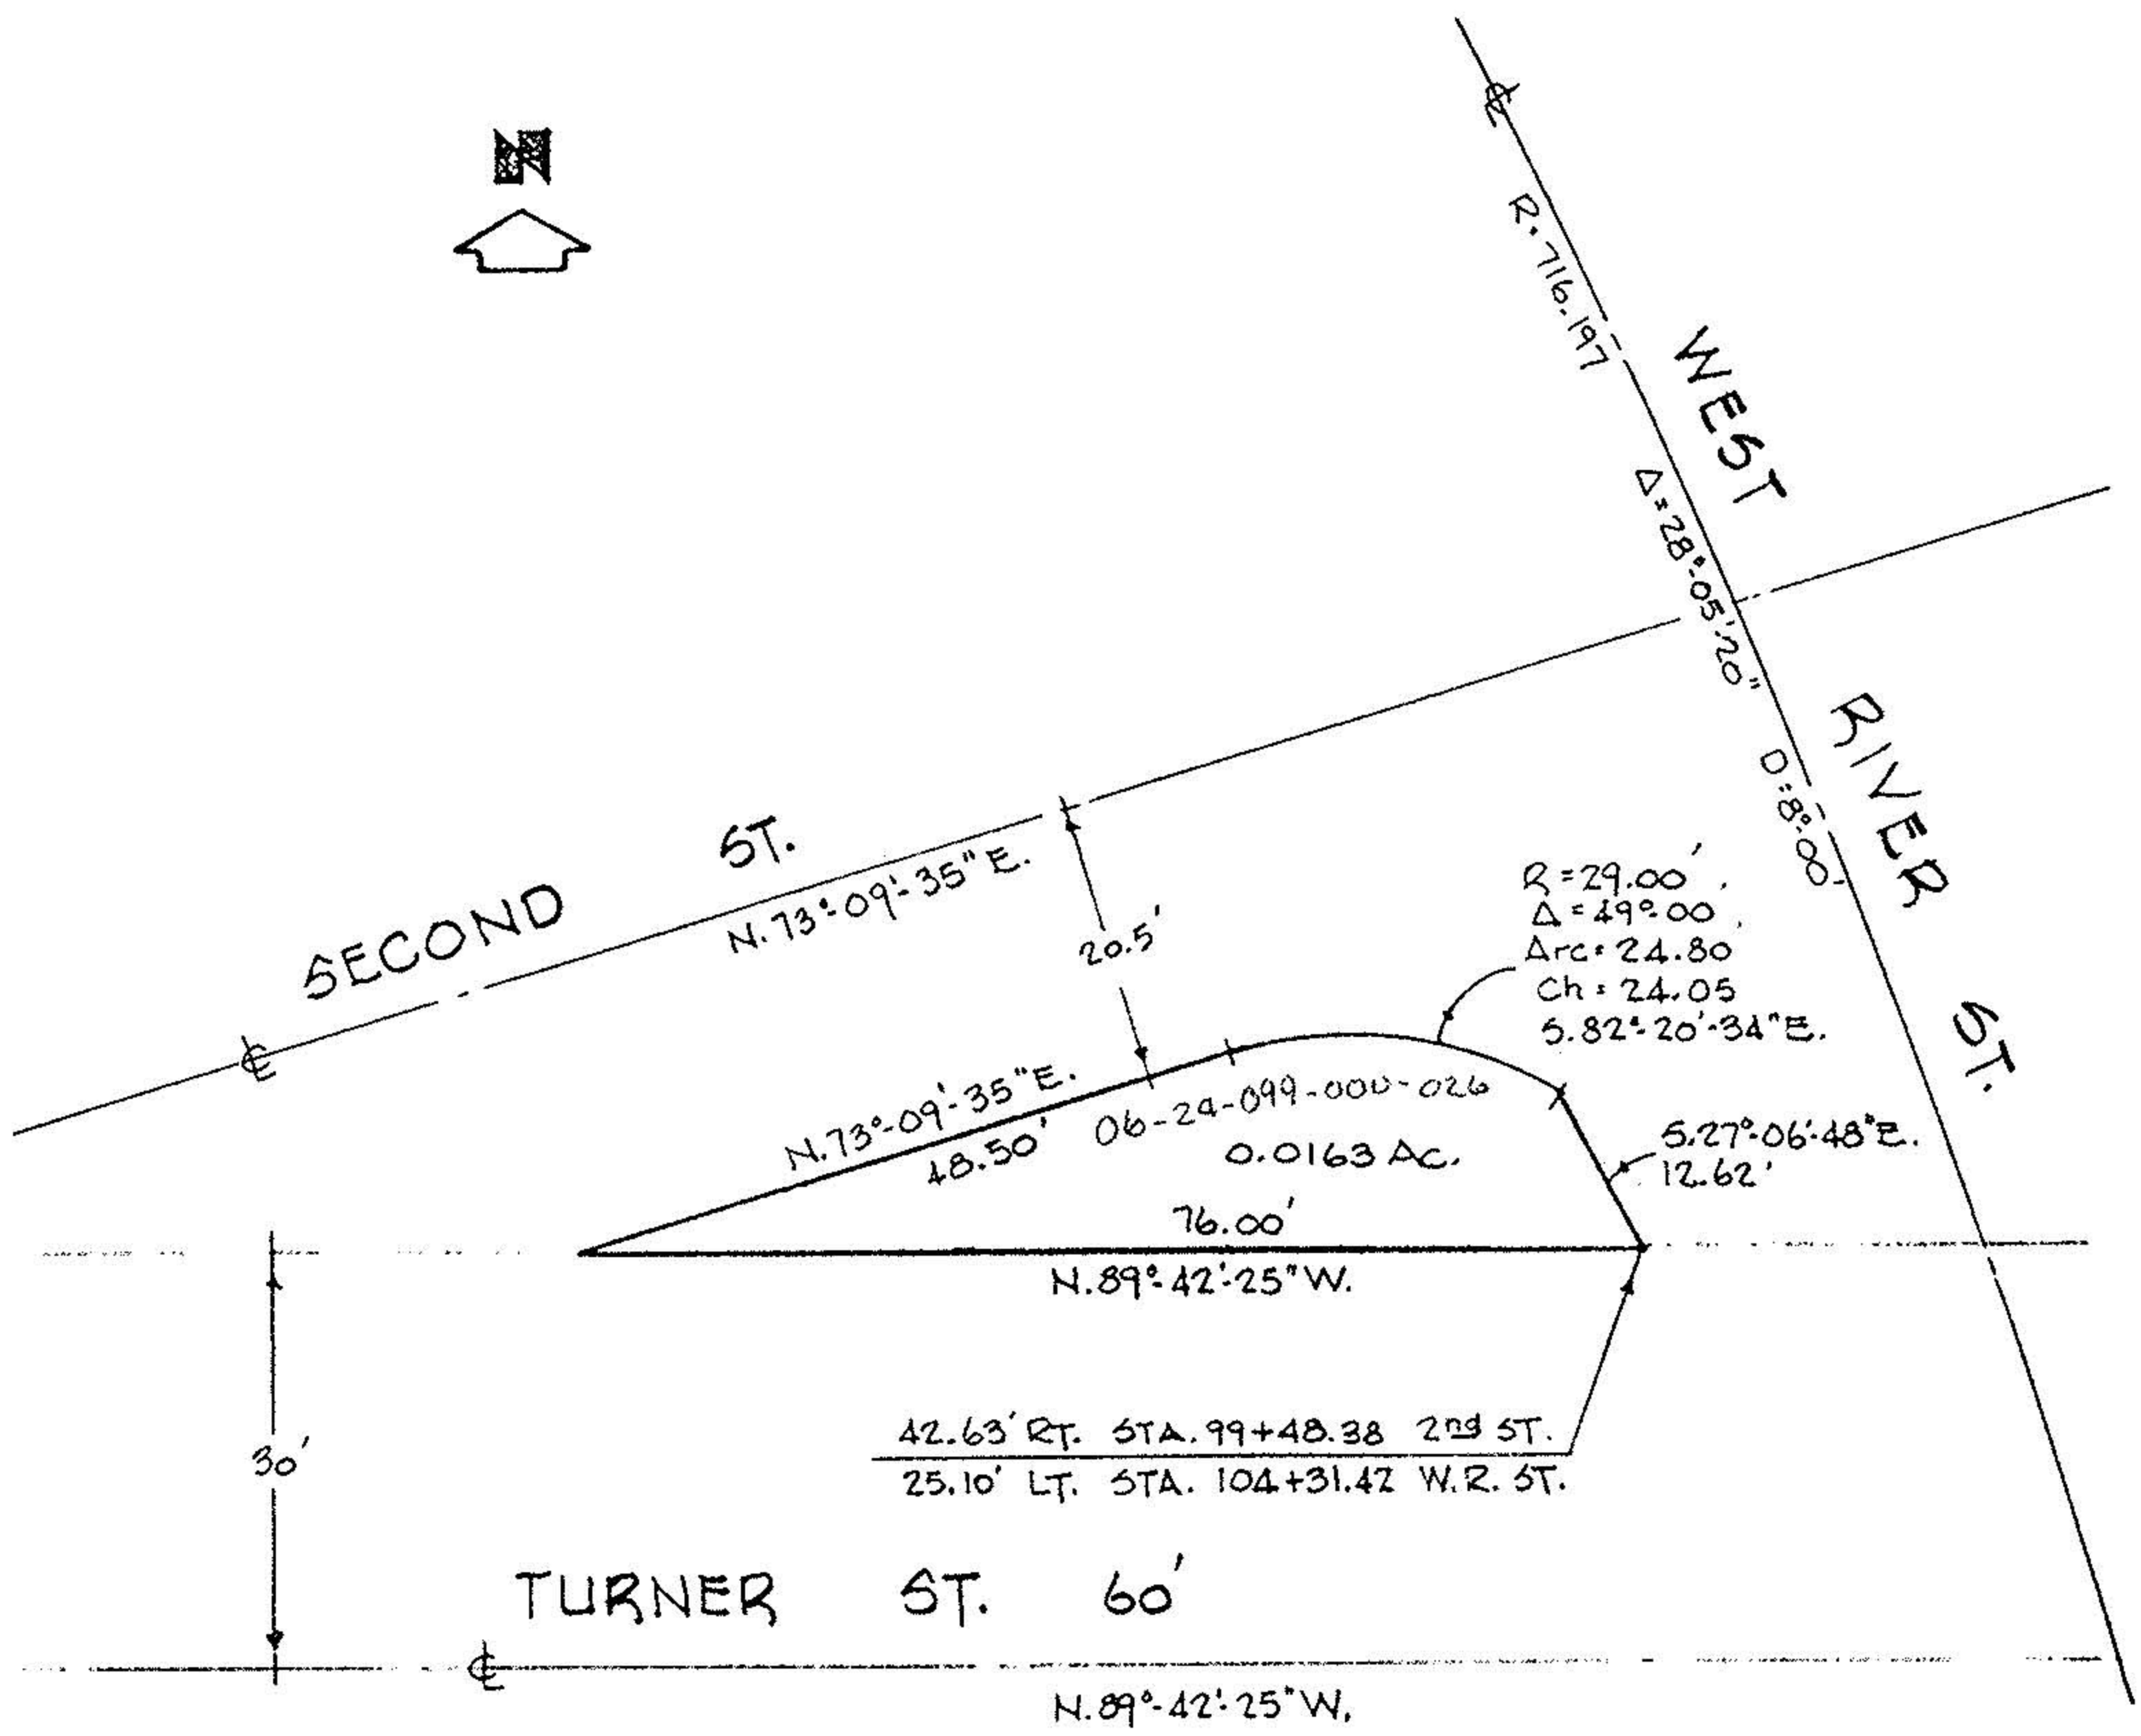 N
℄
R.716.197
WEST
Δ=28°-05'-20"
RIVER
D=8°-00'
ST.
SECOND ST.
N.73°-09'-35"E.
℄
20.5'
R=29.00'
Δ=49°00'
Arc=24.80'
Ch=24.05
S.82°-20'-34"E.
N.73°-09'-35"E.
48.50'
06-24-099-000-026
0.0163 AC.
S.27°-06'-48"E.
12.62'
76.00'
N.89°-42'-25"W.
42.63' RT. STA. 99+48.38 2nd ST.
25.10' LT. STA. 104+31.42 W.R. ST.
30'
TURNER ST. 60'
℄
N.89°-42'-25"W.